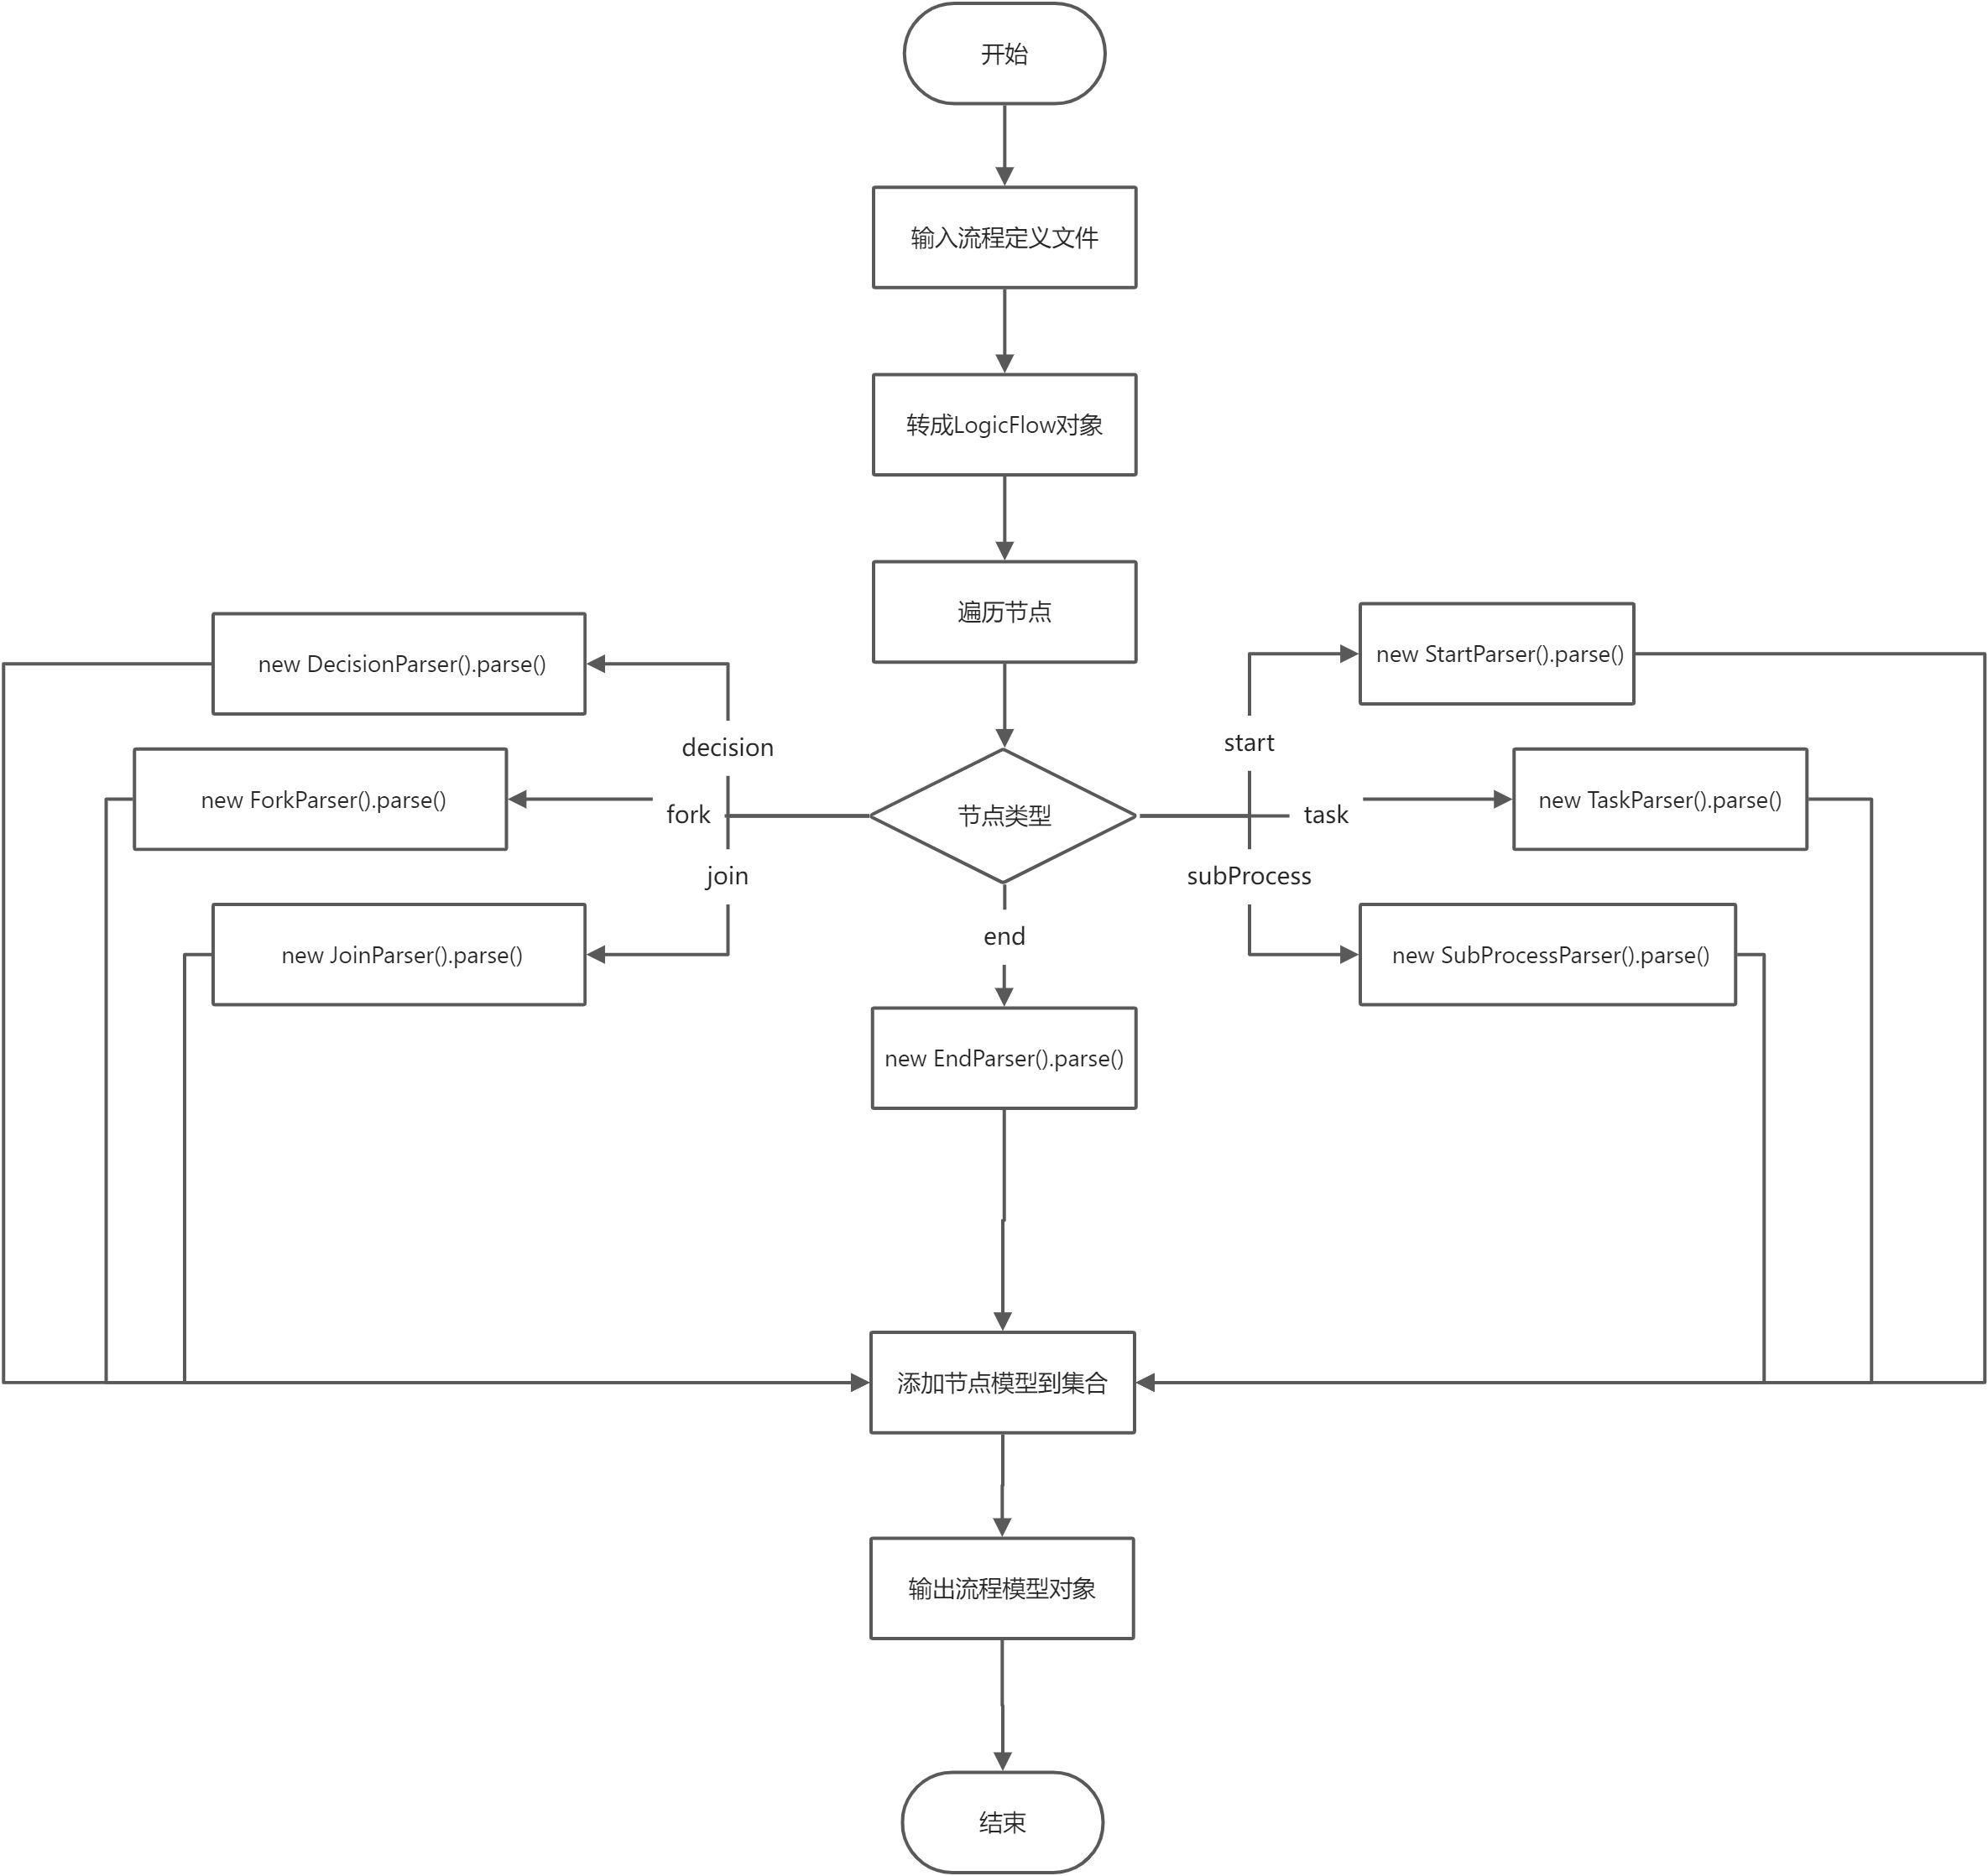 开始
输入流程定义文件
转成LogicFlow对象
遍历节点
new DecisionParser().parse()
new StartParser().parse()
decision
start
new ForkParser().parse()
fork
节点类型
task
new TaskParser().parse()
join
subProcess
end
new JoinParser().parse()
new SubProcessParser().parse()
new EndParser().parse()
添加节点模型到集合
输出流程模型对象
结束